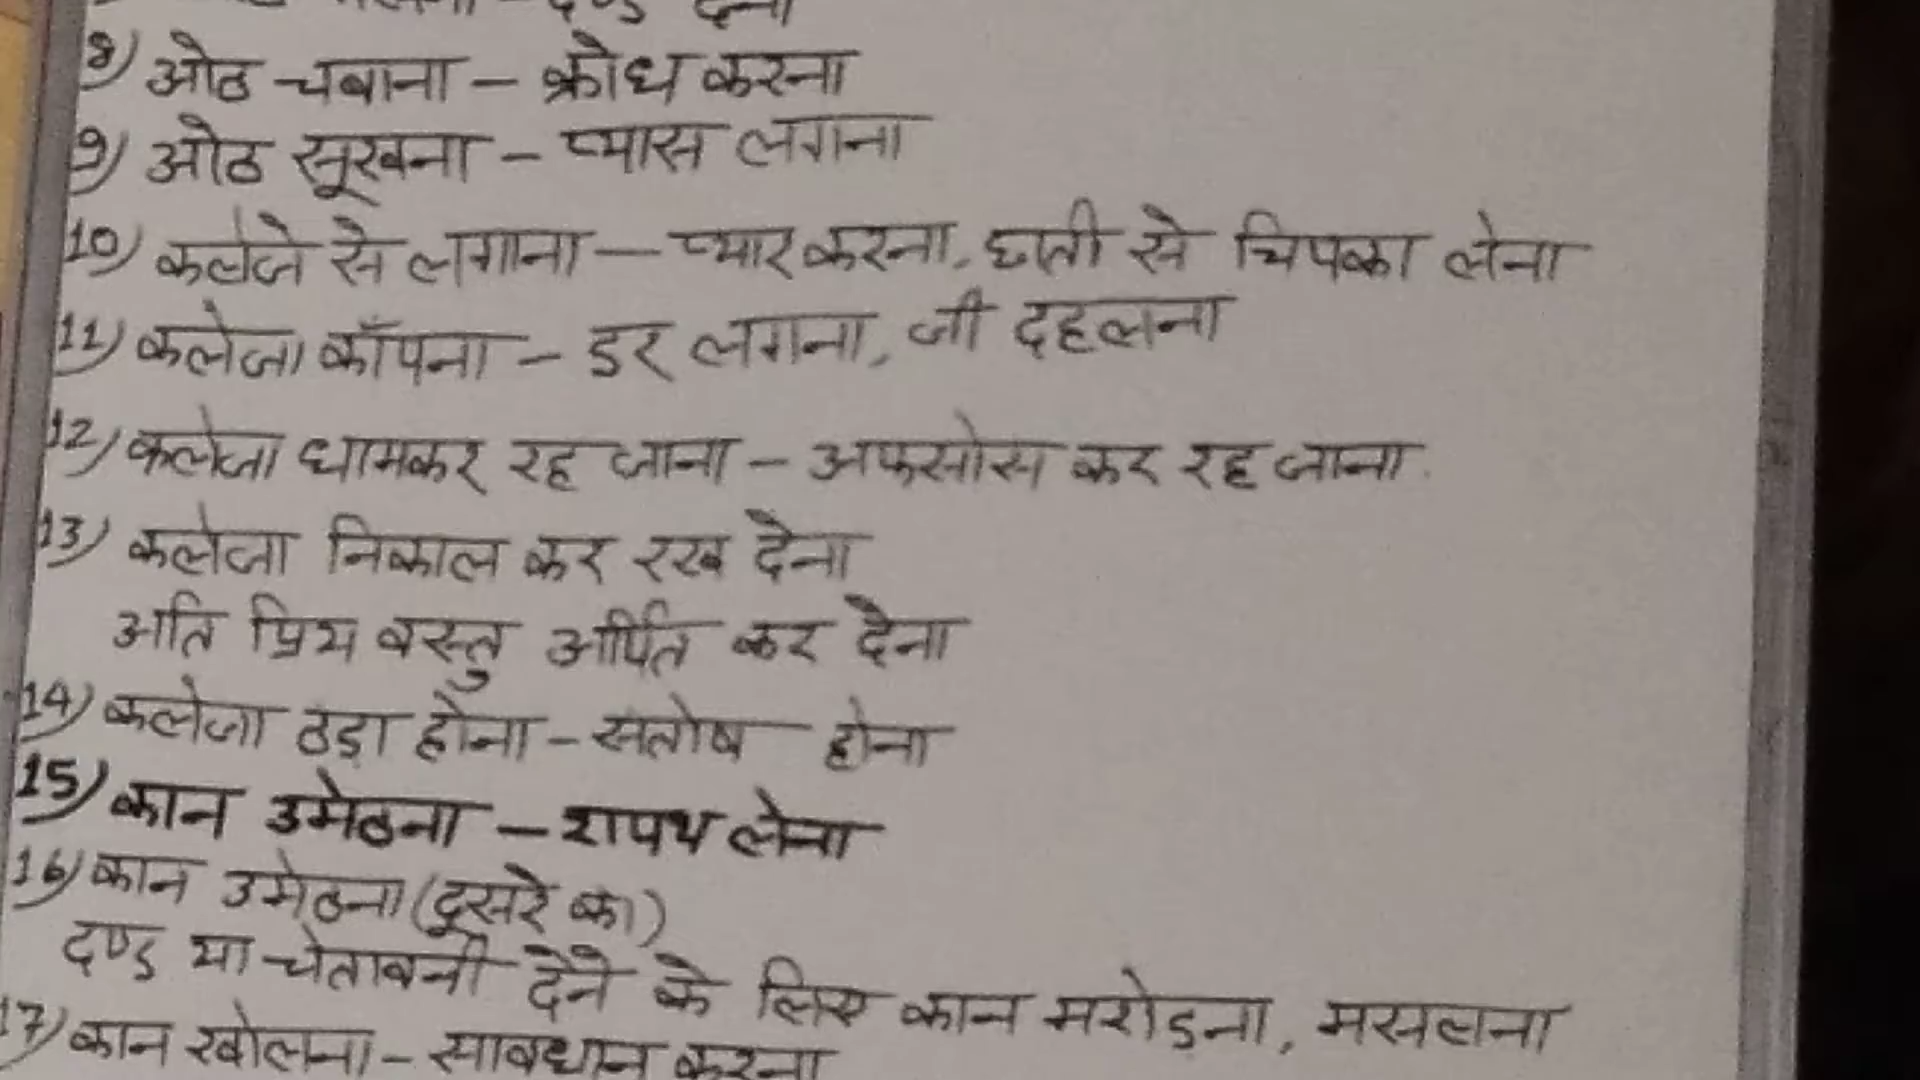 दण्ड देना
8) ओठ चबाना - क्रोध करना
9) ओठ सूखना - प्यास लगना
10) कलेजे से लगाना - प्यार करना, छाती से चिपका लेना
11) कलेजा काँपना - डर लगना, जी दहलना
12) कलेजा थामकर रह जाना - अफसोस कर रह जाना
13) कलेजा निकाल कर रख देना
अति प्रिय वस्तु अर्पित कर देना
14) कलेजा ठंडा होना - संतोष होना
15) कान उमेठना - शपथ लेना
16) कान उमेठना (दूसरे का)
दण्ड या चेतावनी देने के लिए कान मरोड़ना, मसलना
17) कान खोलना - सावधान करना